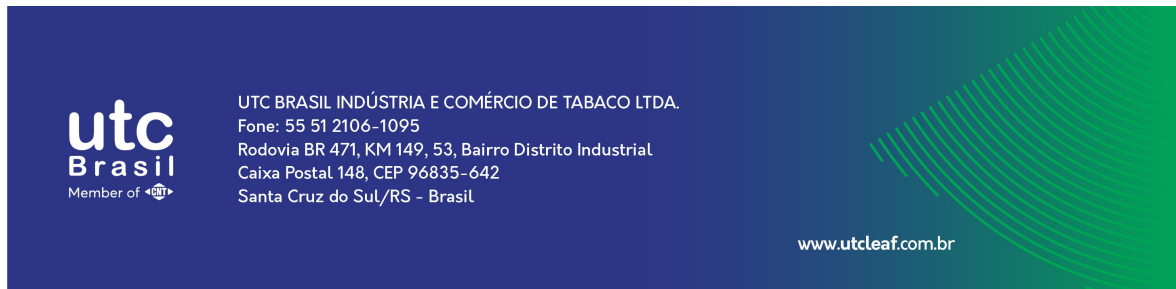 utc
Brasil
Member of CNT
UTC BRASIL INDÚSTRIA E COMÉRCIO DE TABACO LTDA.
Fone: 55 51 2106-1095
Rodovia BR 471, KM 149, 53, Bairro Distrito Industrial
Caixa Postal 148, CEP 96835-642
Santa Cruz do Sul/RS - Brasil
www.utcleaf.com.br